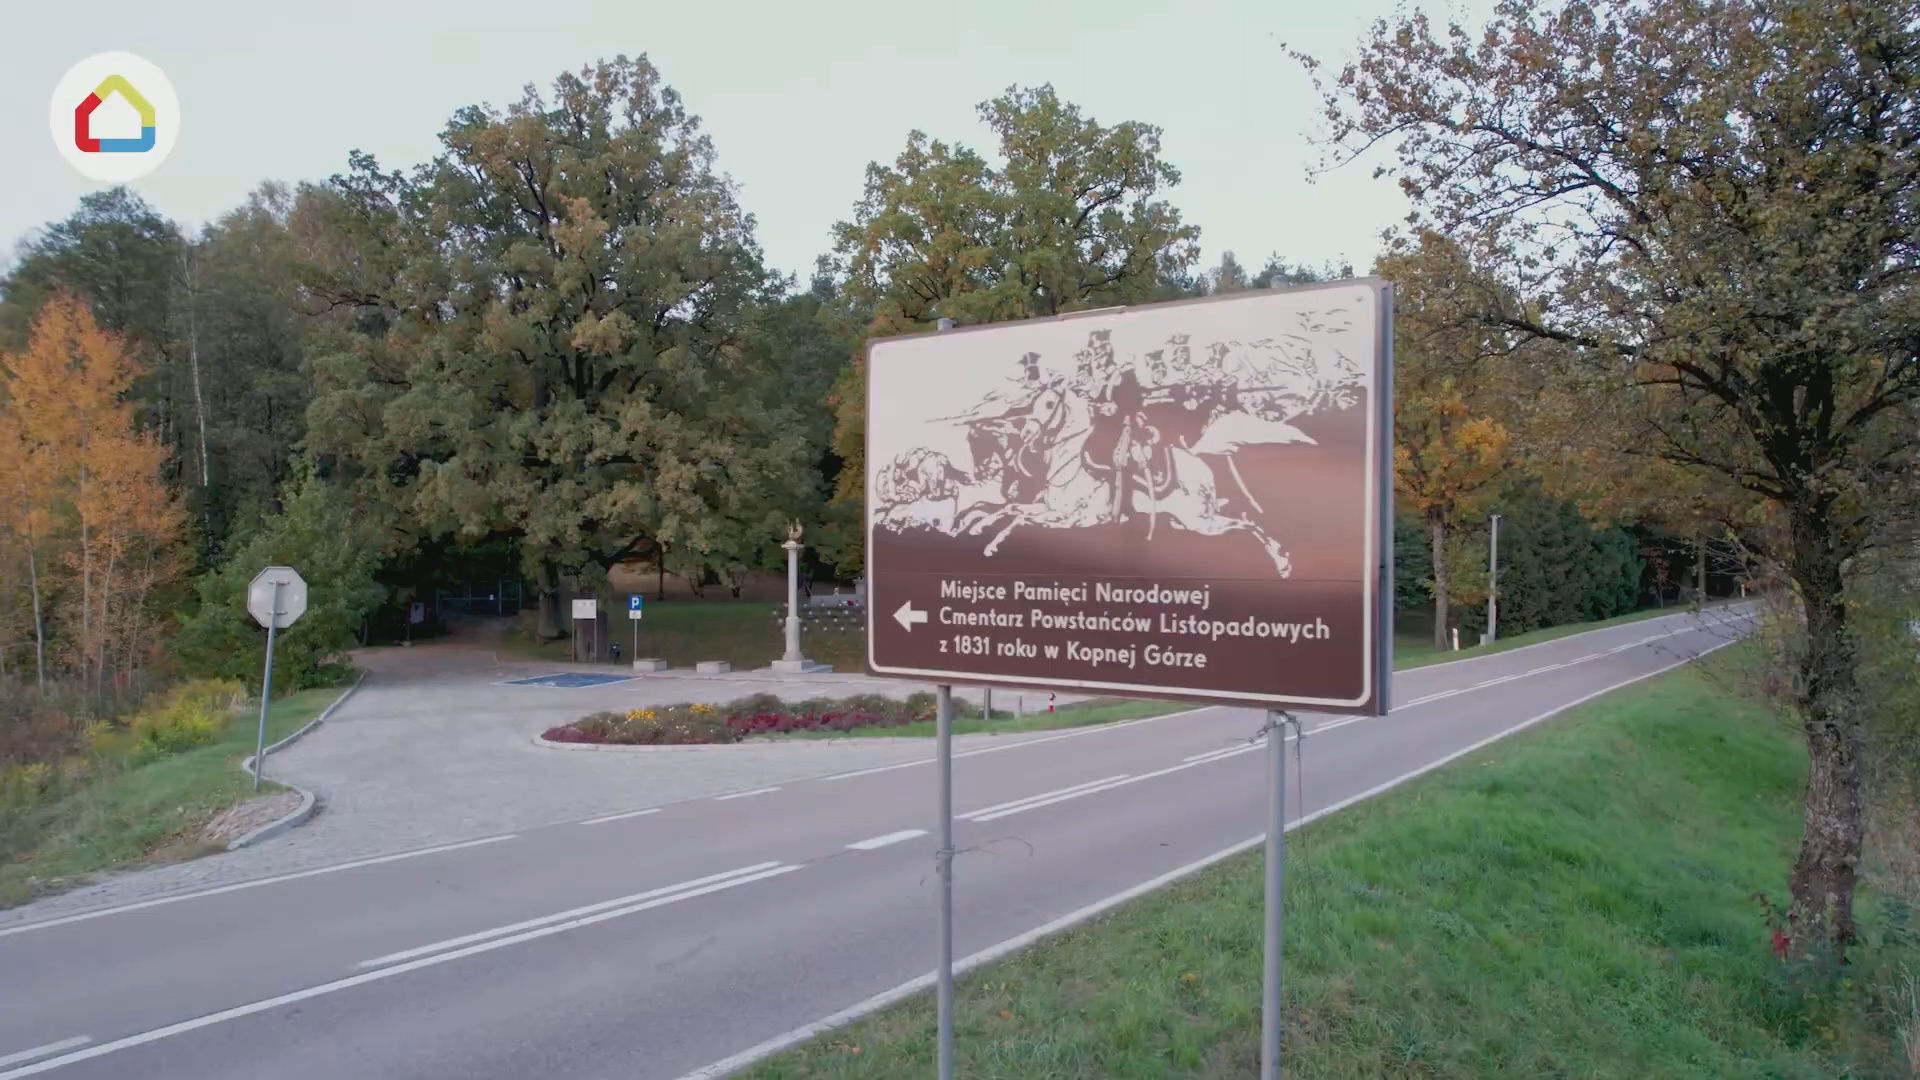 P
Miejsce Pamięci Narodowej
Cmentarz Powstańców Listopadowych
z 1831 roku w Kopnej Górze